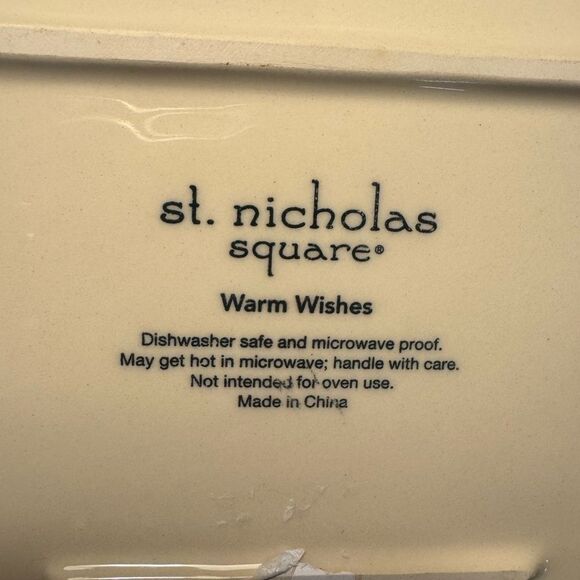 st. nicholas
square®
Warm Wishes
Dishwasher safe and microwave proof.
May get hot in microwave; handle with care.
Not intended for oven use.
Made in China